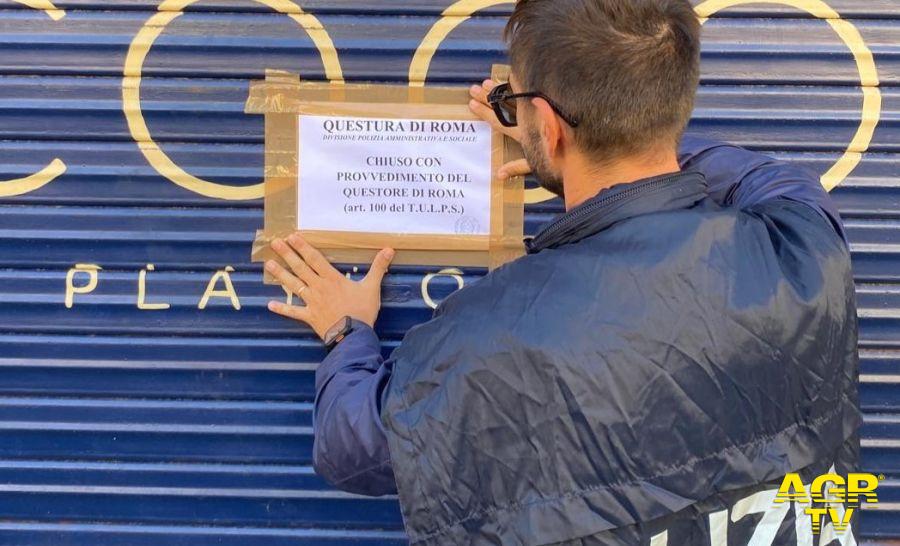 QUESTURA DI ROMA
DIVISIONE POLIZIA AMMINISTRATIVA E SOCIALE
CHIUSO CON
PROVVEDIMENTO DEL
QUESTORE DI ROMA
(art. 100 del T.U.L.P.S.)
AGR®
TV